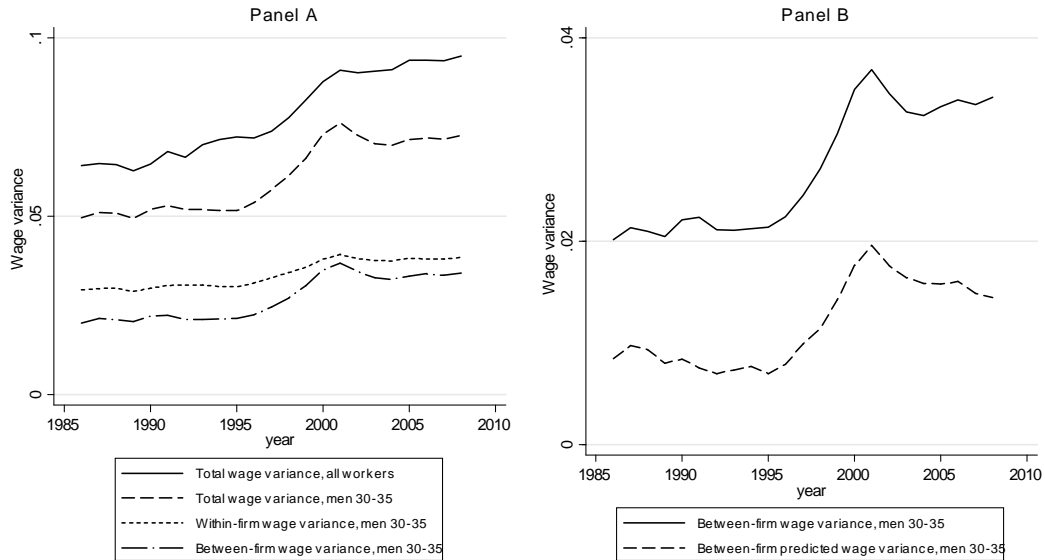 Panel A
.1
.05
0
Wage variance
1985 1990 1995 2000 2005 2010
year
Total wage variance, all workers
Total wage variance, men 30-35
Within-firm wage variance, men 30-35
Between-firm wage variance, men 30-35
Panel B
.04
.02
0
Wage variance
1985 1990 1995 2000 2005 2010
year
Between-firm wage variance, men 30-35
Between-firm predicted wage variance, men 30-35